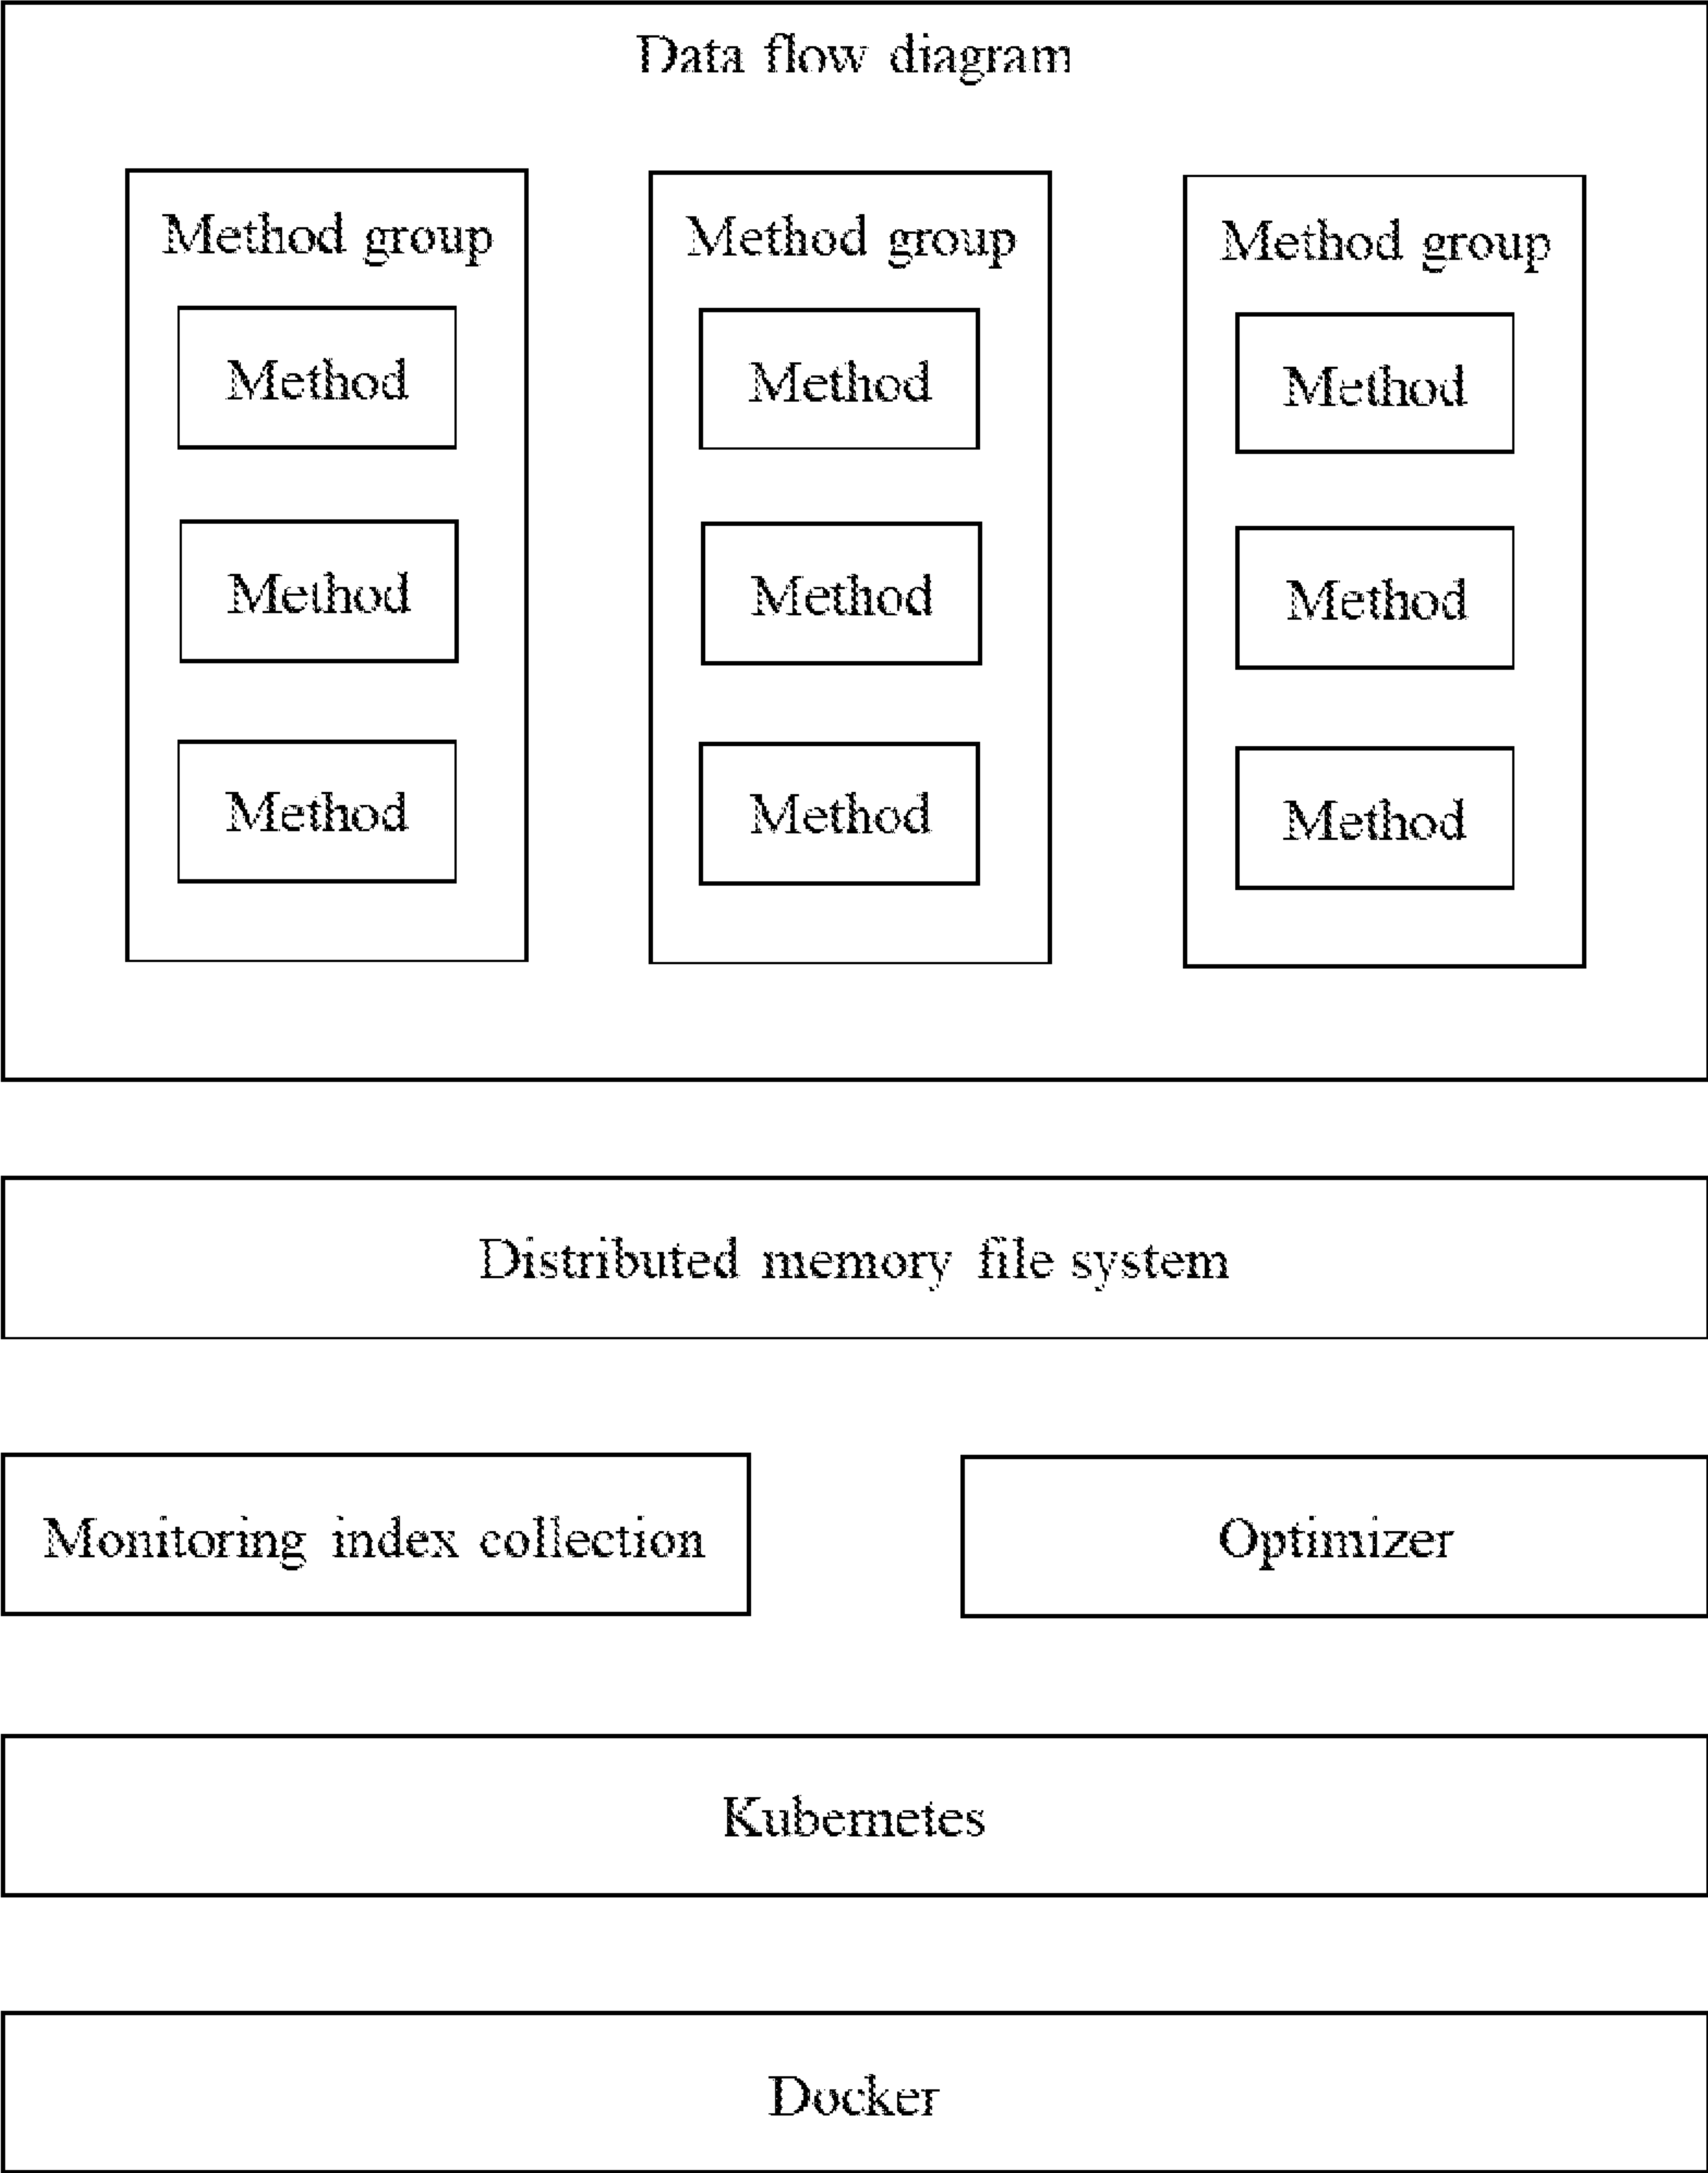 Data flow diagram
Method group
Method
Method
Method
Method group
Method
Method
Method
Method group
Method
Method
Method
Distributed memory file system
Monitoring index collection
Optimizer
Kubernetes
Docker